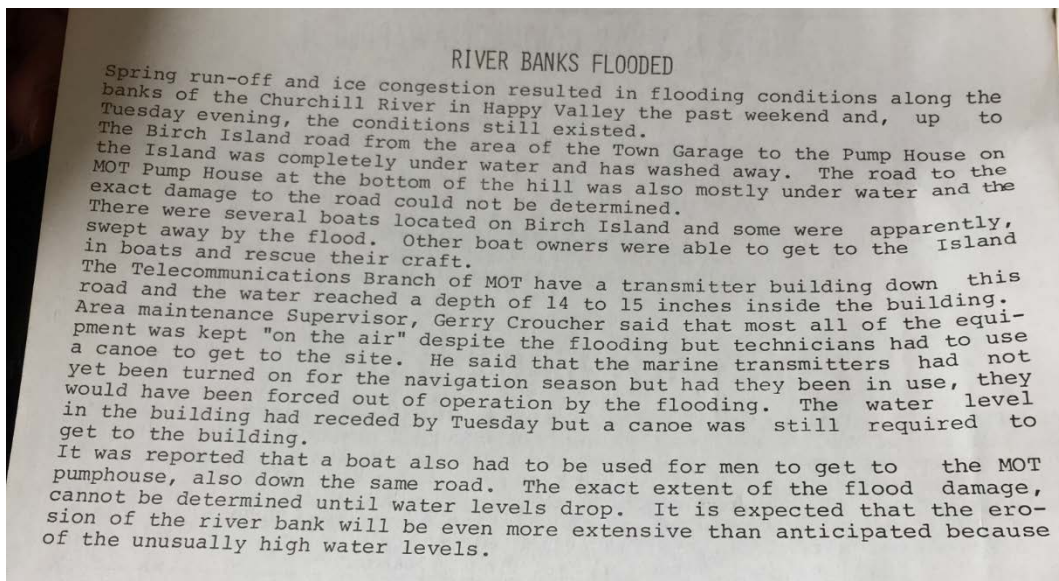 RIVER BANKS FLOODED
Spring run-off and ice congestion resulted in flooding conditions along the
banks of the Churchill River in Happy Valley the past weekend and, up to
Tuesday evening, the conditions still existed.
The Birch Island road from the area of the Town Garage to the Pump House on
the Island was completely under water and has washed away. The road to the
MOT Pump House at the bottom of the hill was also mostly under water and the
exact damage to the road could not be determined.
There were several boats located on Birch Island and some were apparently,
swept away by the flood. Other boat owners were able to get to the Island
in boats and rescue their craft.
The Telecommunications Branch of MOT have a transmitter building down this
road and the water reached a depth of 14 to 15 inches inside the building.
Area maintenance Supervisor, Gerry Croucher said that most all of the equi-
pment was kept "on the air" despite the flooding but technicians had to use
a canoe to get to the site. He said that the marine transmitters had not
yet been turned on for the navigation season but had they been in use, they
would have been forced out of operation by the flooding. The water level
in the building had receded by Tuesday but a canoe was still required to
get to the building.
It was reported that a boat also had to be used for men to get to the MOT
pumphouse, also down the same road. The exact extent of the flood damage,
cannot be determined until water levels drop. It is expected that the ero-
sion of the river bank will be even more extensive than anticipated because
of the unusually high water levels.